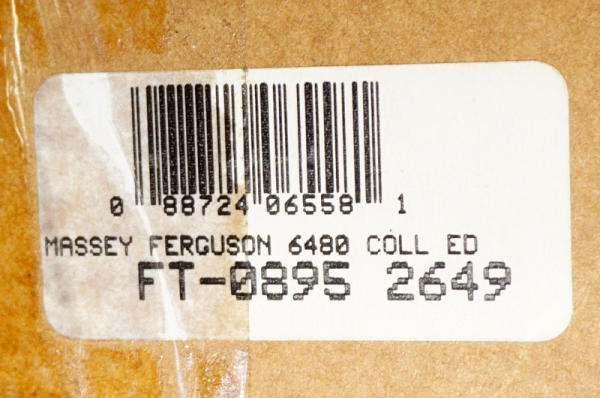 0 88724 06558 1
MASSEY FERGUSON 6480 COLL ED
FT-0895 2649